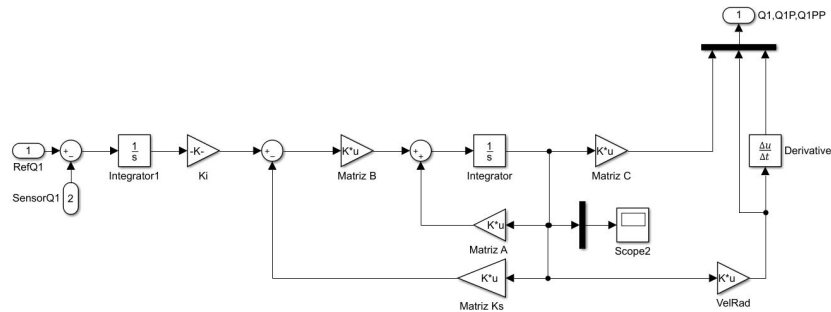 1
Q1,Q1P,Q1PP
1
RefQ1
+
−
2
SensorQ1
1
s
Integrator1
-K-
Ki
+
−
K*u
Matriz B
+
+
1
s
Integrator
K*u
Matriz C
Δu
Δt
Derivative
K*u
Matriz A
Scope2
K*u
Matriz Ks
K*u
VelRad